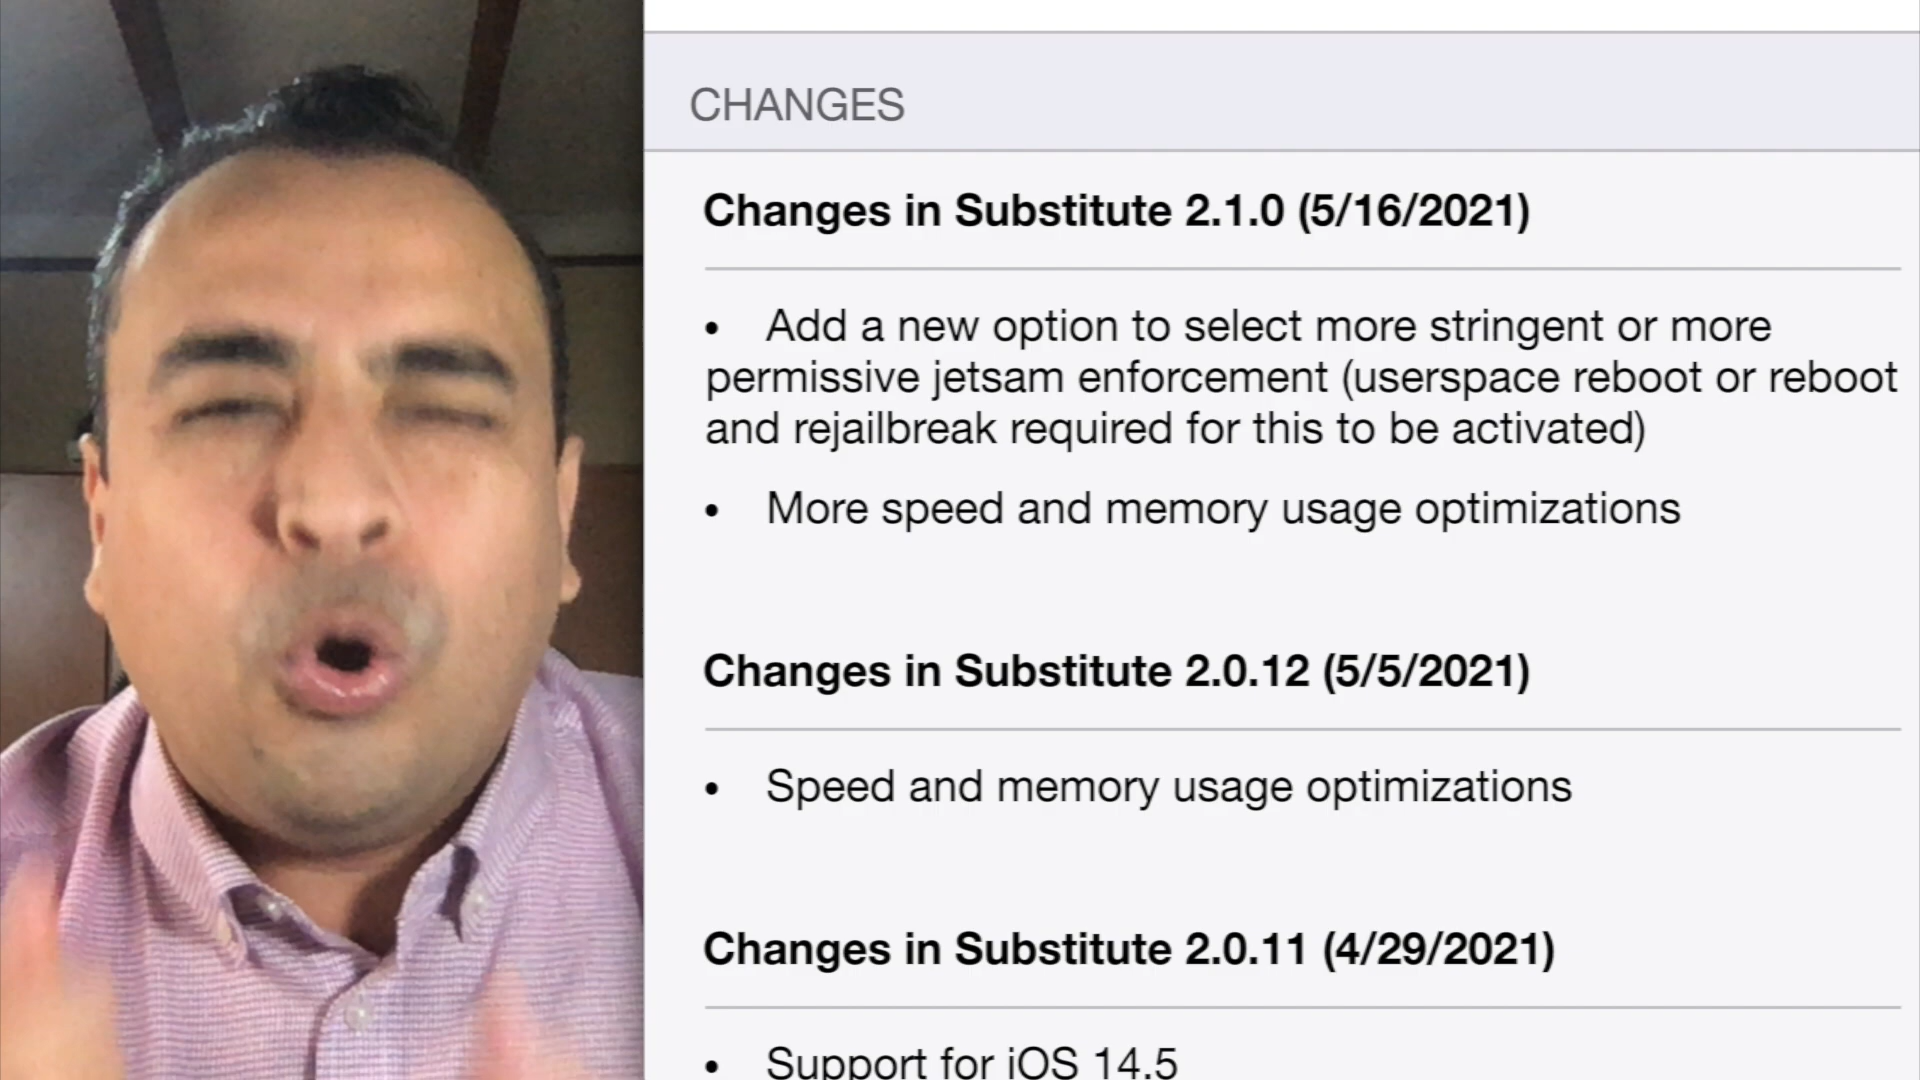 CHANGES
Changes in Substitute 2.1.0 (5/16/2021)
• Add a new option to select more stringent or more
permissive jetsam enforcement (userspace reboot or reboot
and rejailbreak required for this to be activated)
• More speed and memory usage optimizations
Changes in Substitute 2.0.12 (5/5/2021)
• Speed and memory usage optimizations
Changes in Substitute 2.0.11 (4/29/2021)
• Support for iOS 14.5